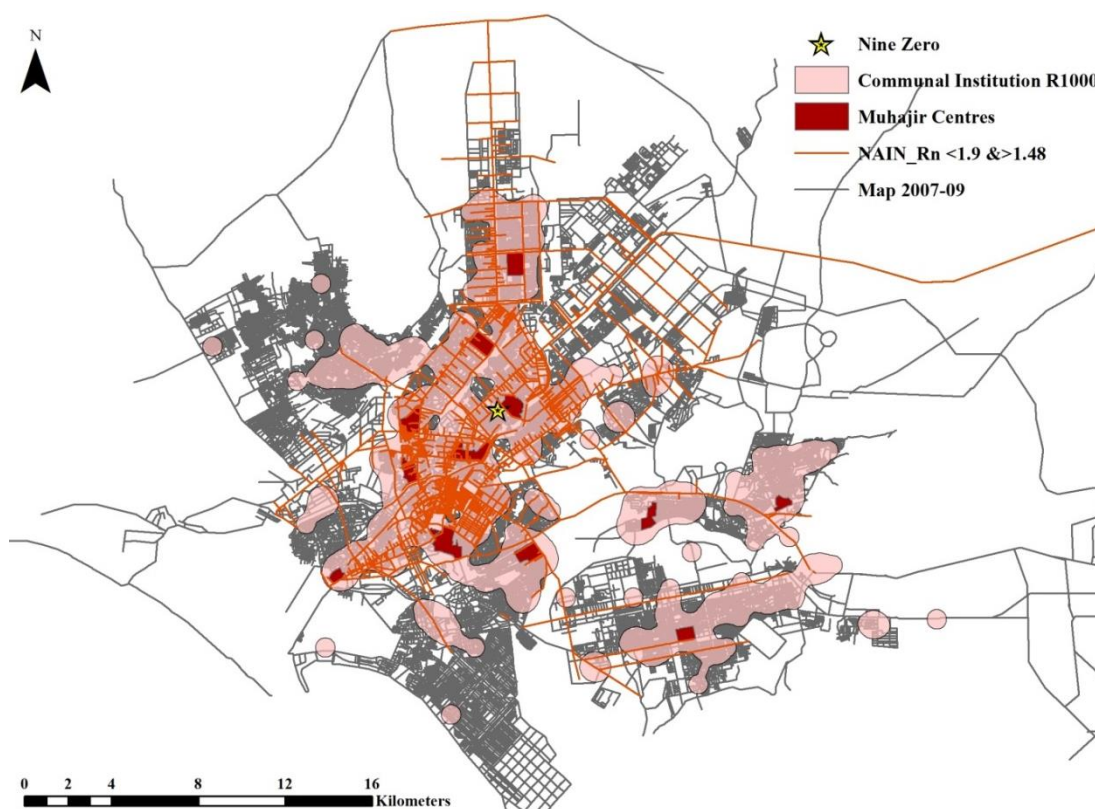 N
Nine Zero
Communal Institution R1000
Muhajir Centres
NAIN_Rn <1.9 &>1.48
Map 2007-09
0 2 4 8 12 16
Kilometers